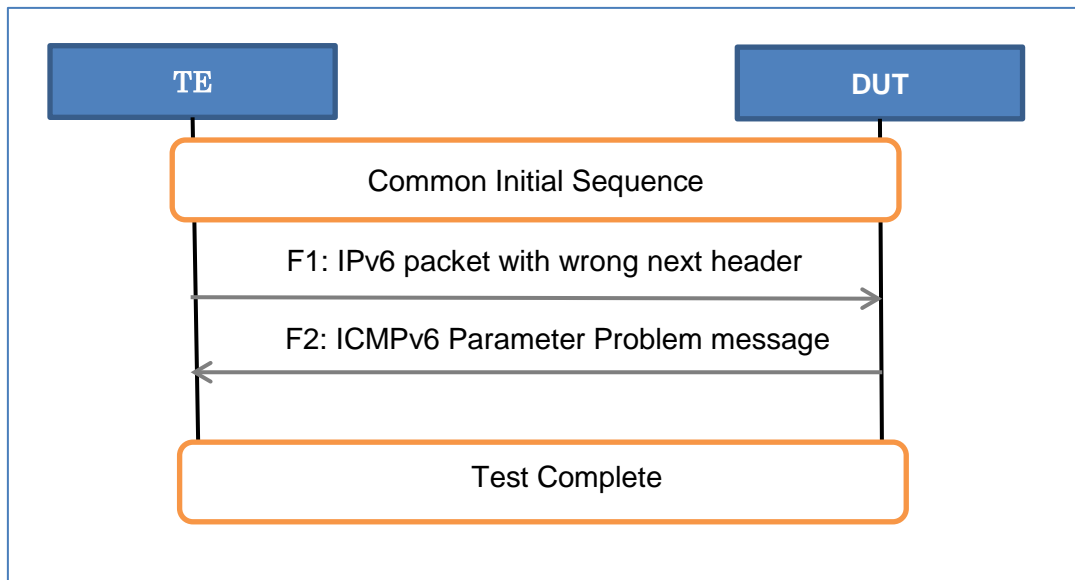 TE
DUT
Common Initial Sequence
F1: IPv6 packet with wrong next header
F2: ICMPv6 Parameter Problem message
Test Complete